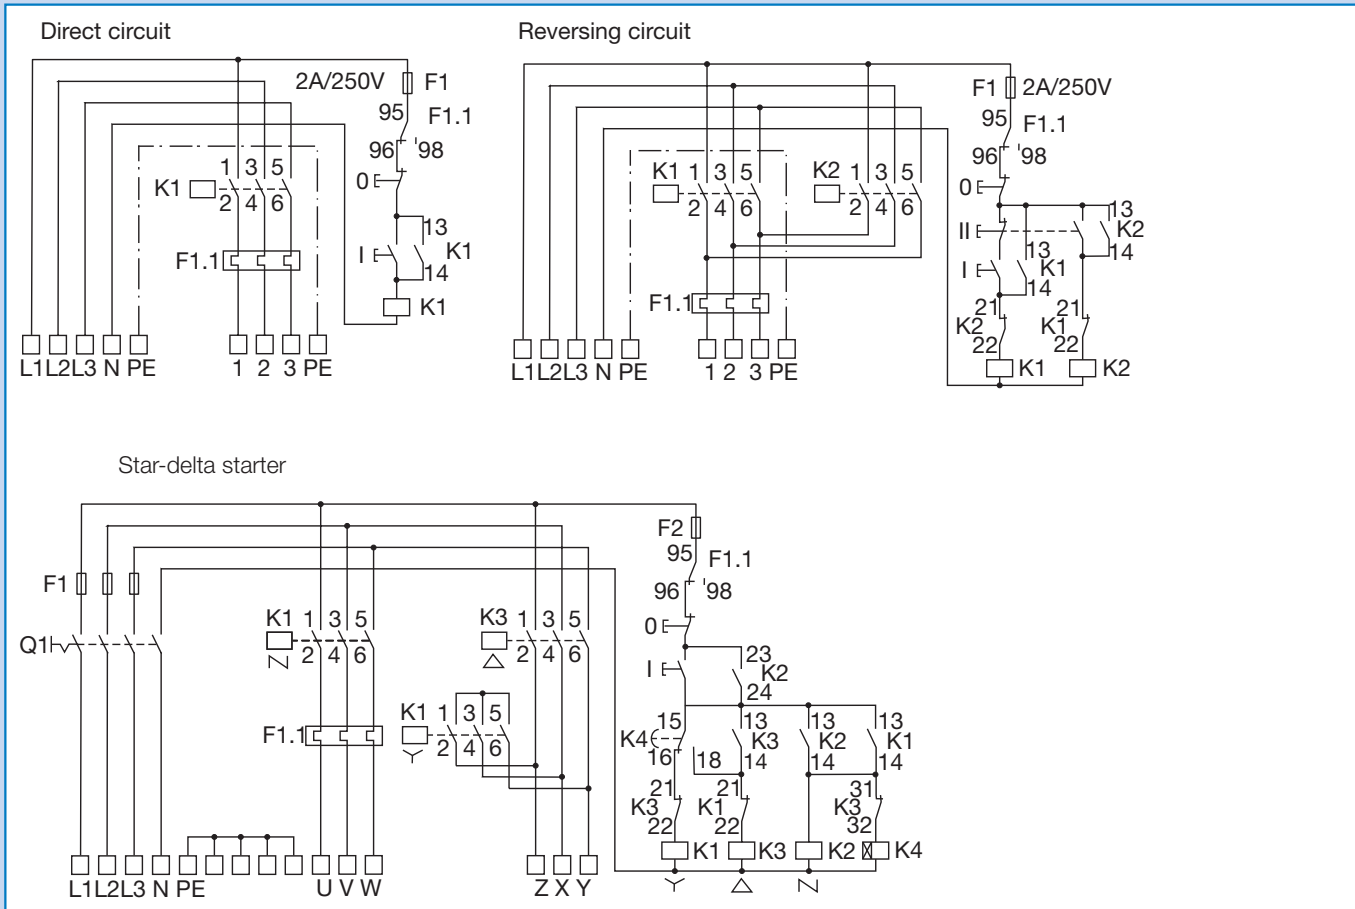 Direct circuit
2A/250V F1
95 F1.1
96 '98
1 3 5
K1
2 4 6
0
13
F1.1
I K1
14
K1
L1 L2 L3 N PE 1 2 3 PE
Reversing circuit
F1 2A/250V
95 F1.1
96 '98
K1 1 3 5
2 4 6
K2 1 3 5
2 4 6
0
13
II K2
14
13
I K1
14
F1.1
21 21
K2 K1
22 22
K1 K2
L1 L2 L3 N PE 1 2 3 PE
Star-delta starter
F2
95 F1.1
96 '98
F1
Q1
K1 1 3 5
2 4 6
K3 1 3 5
2 4 6
0
23
I K2
24
F1.1
K1 1 3 5
2 4 6
15 13 13 13
K4 K3 K2 K1
16 18 14 14 14
21 21 31
K3 K1 K3
22 22 32
K1 K3 K2 K4
L1 L2 L3 N PE U V W Z X Y